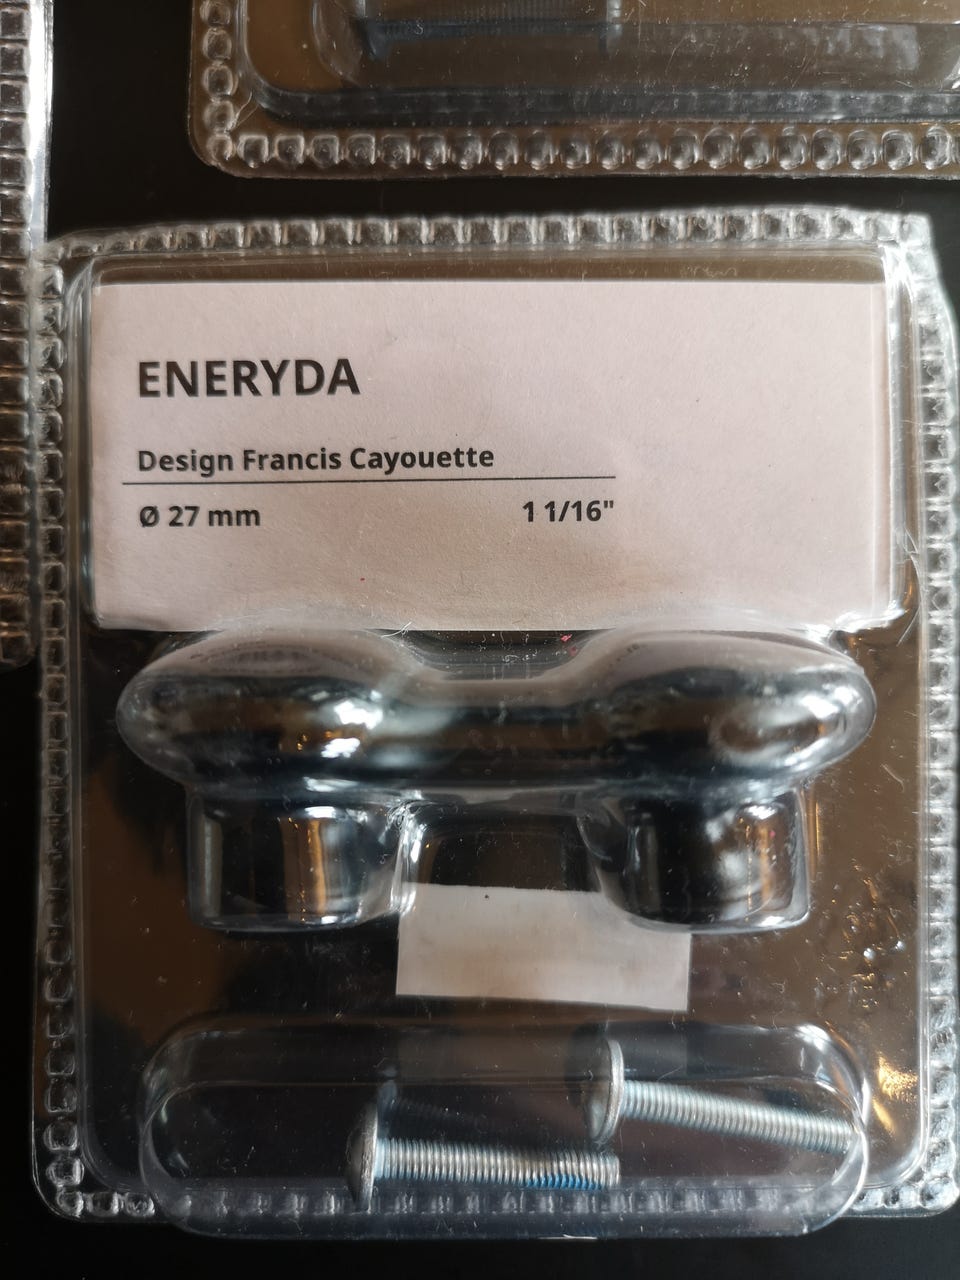 ENERYDA
Design Francis Cayouette
Ø 27 mm 1 1/16"